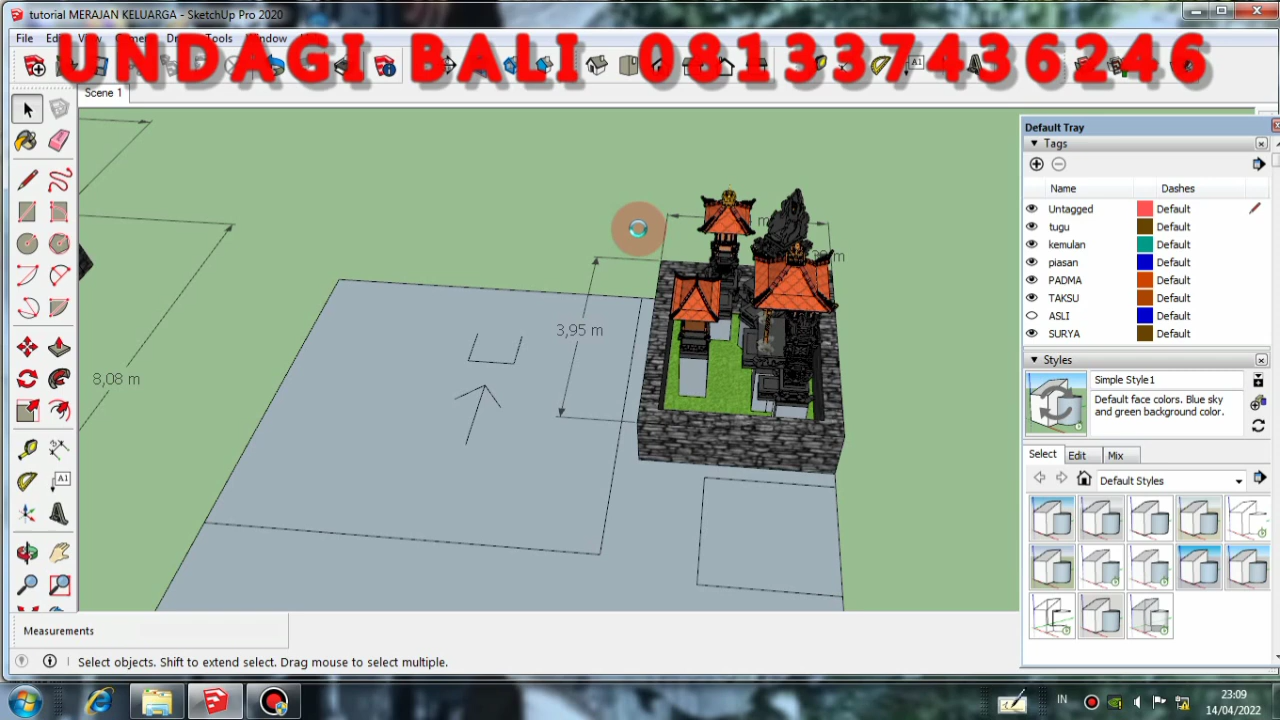 tutorial MERAJAN KELUARGA - SketchUp Pro 2020
File
Tools
UNDAGI BALI 081337436246
Scene 1
Default Tray
Tags
Name
Dashes
Untagged
Default
tugu
Default
kemulan
Default
piasan
Default
PADMA
Default
TAKSU
Default
ASLI
Default
SURYA
Default
3,95 m
8,08 m
Styles
Simple Style1
Default face colors. Blue sky
and green background color.
Select
Edit
Mix
Default Styles
A1
Measurements
Select objects. Shift to extend select. Drag mouse to select multiple.
IN
23:09
14/04/2022